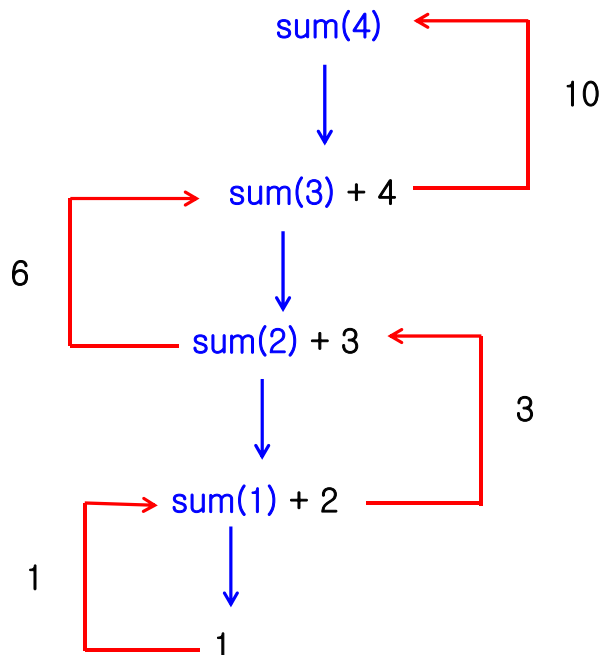 sum(4)
10
sum(3) + 4
6
sum(2) + 3
3
sum(1) + 2
1
1